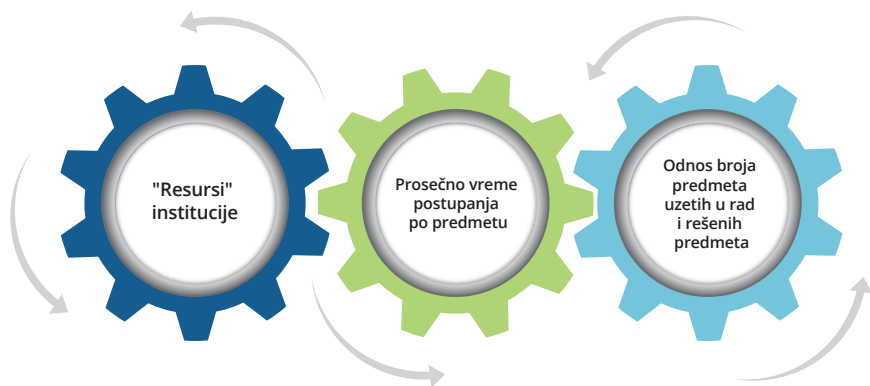 "Resursi"
institucije
Prosečno vreme
postupanja
po predmetu
Odnos broja
predmeta
uzetih u rad
i rešenih
predmeta